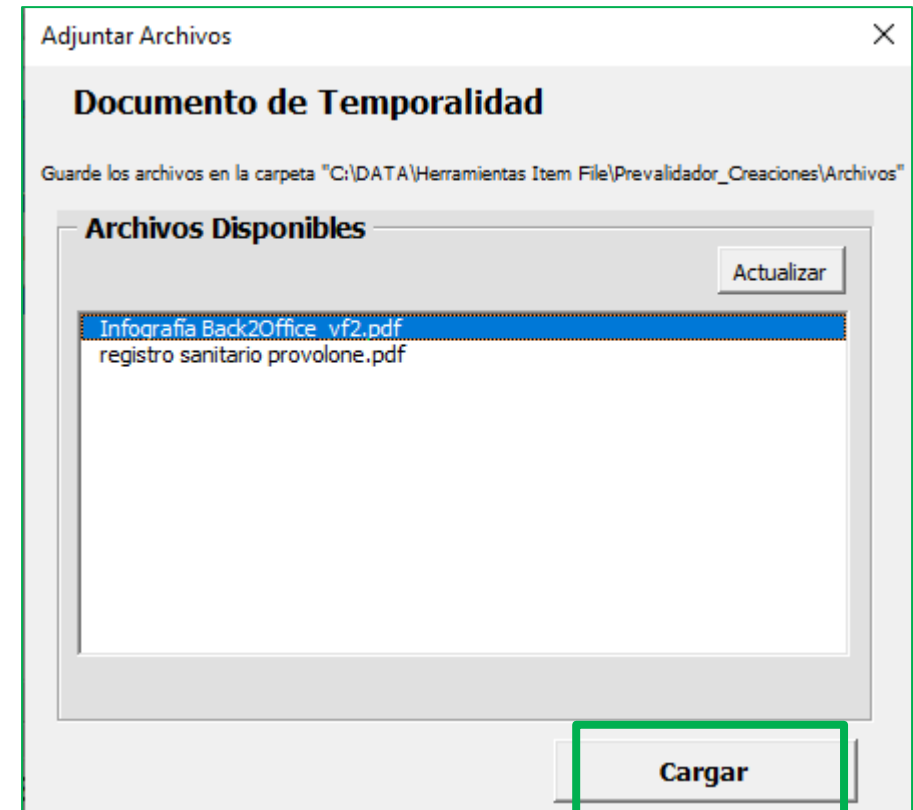 Adjuntar Archivos
Documento de Temporalidad
Guarde los archivos en la carpeta "C:\DATA\Herramientas Item File\Prevalidador_Creaciones\Archivos"
Archivos Disponibles
Actualizar
Infografía Back2Office_vf2.pdf
registro sanitario provolone.pdf
Cargar